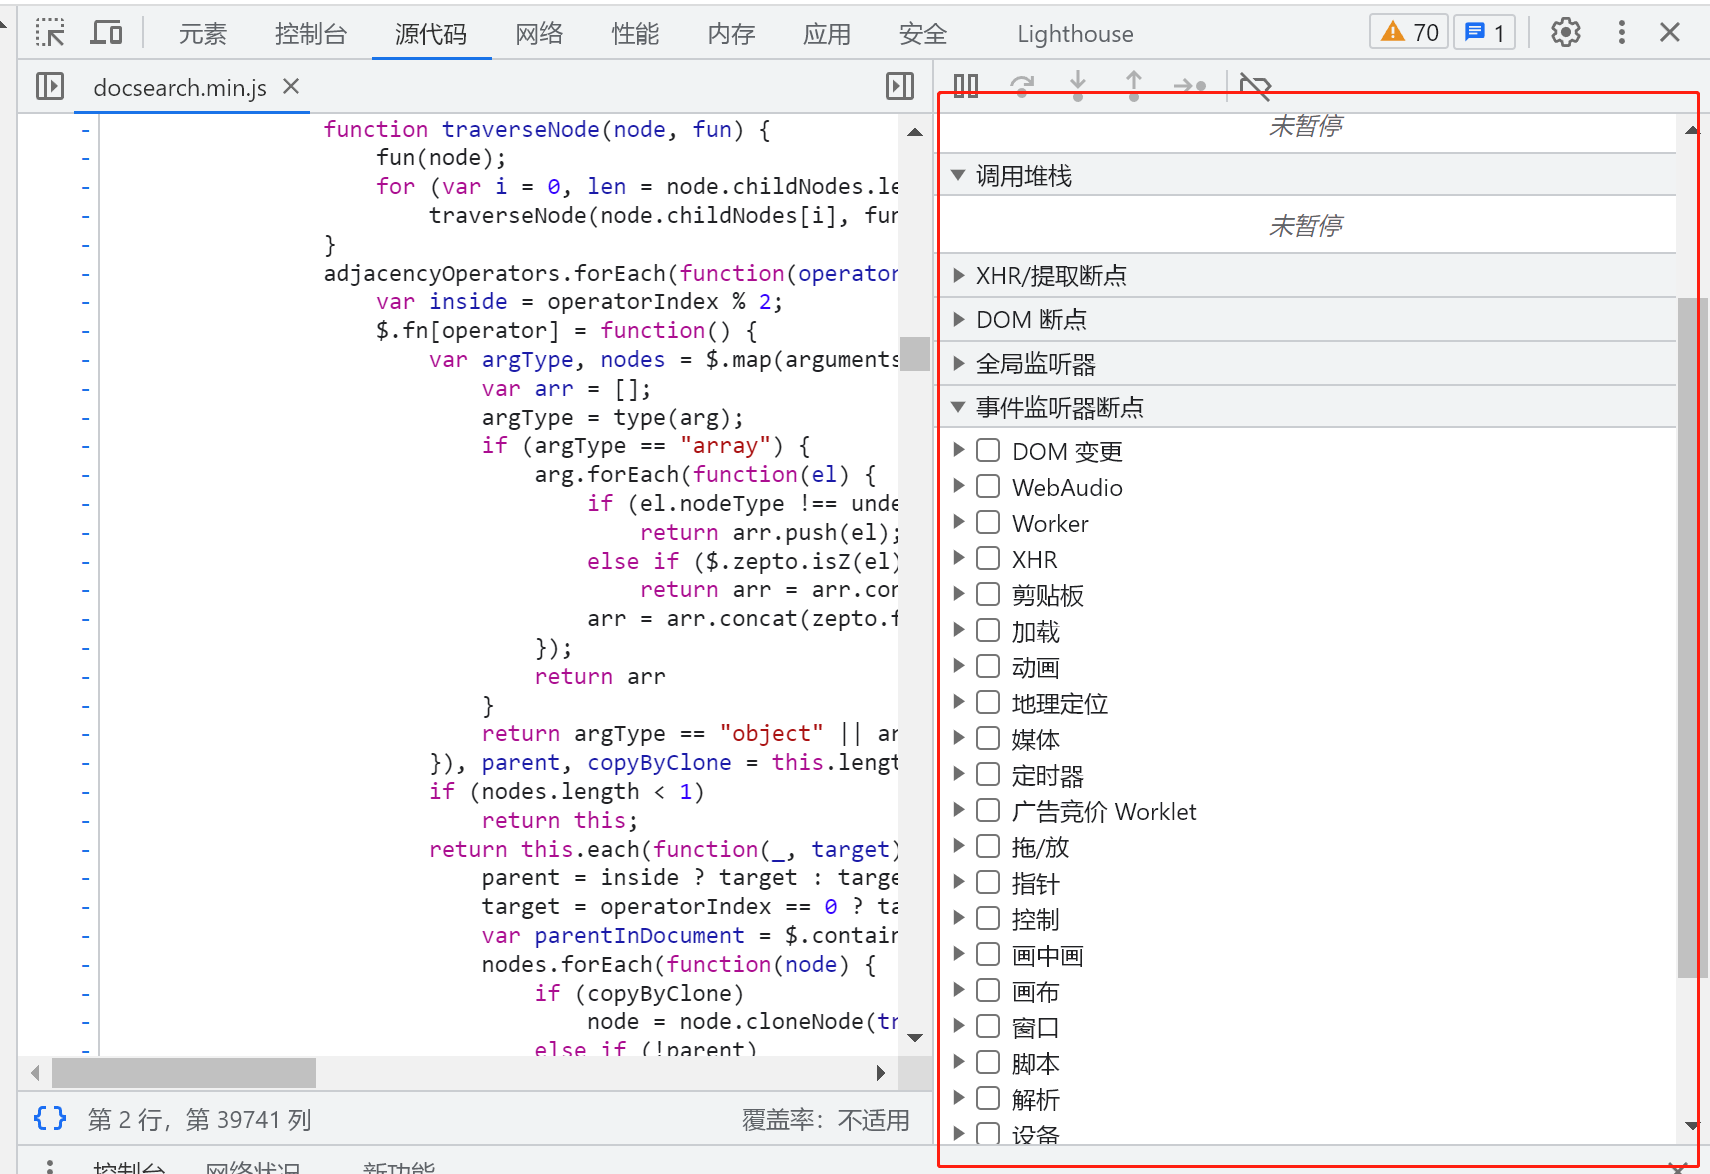 元素 控制台 源代码 网络 性能 内存 应用 安全 Lighthouse 70 1
docsearch.min.js
function traverseNode(node, fun) {
fun(node);
for (var i = 0, len = node.childNodes.le
traverseNode(node.childNodes[i], fur
}
adjacencyOperators.forEach(function(operator
var inside = operatorIndex % 2;
$.fn[operator] = function() {
var argType, nodes = $.map(arguments
var arr = [];
argType = type(arg);
if (argType == "array") {
arg.forEach(function(el) {
if (el.nodeType !== unde
return arr.push(el);
else if ($.zepto.isZ(el)
return arr = arr.cor
arr = arr.concat(zepto.f
});
return arr
}
return argType == "object" || ar
}), parent, copyByClone = this.lengt
if (nodes.length < 1)
return this;
return this.each(function(_, target)
parent = inside ? target : targe
target = operatorIndex == 0 ? ta
var parentInDocument = $.contair
nodes.forEach(function(node) {
if (copyByClone)
node = node.cloneNode(tr
else if (!parent)
{} 第 2 行，第 39741 列 覆盖率：不适用
控制台 网络状况 新功能
未暂停
调用堆栈
未暂停
XHR/提取断点
DOM 断点
全局监听器
事件监听器断点
DOM 变更
WebAudio
Worker
XHR
剪贴板
加载
动画
地理定位
媒体
定时器
广告竞价 Worklet
拖/放
指针
控制
画中画
画布
窗口
脚本
解析
设备